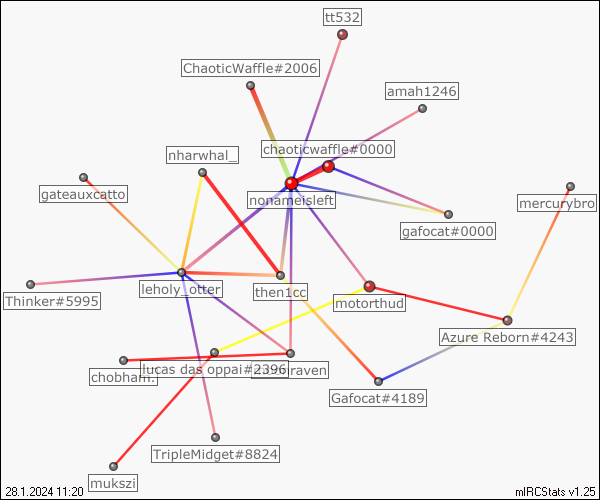 tt532
ChaoticWaffle#2006
amah1246
chaoticwaffle#0000
nharwhal_
gateauxcatto
nonameisleft
mercurybro
gafocat#0000
leholy_otter
then1cc
Thinker#5995
motorthud
Azure Reborn#4243
chobham.
lucas das oppai#2396
raven
Gafocat#4189
TripleMidget#8824
mukszi
28.1.2024 11:20
mIRCStats v1.25